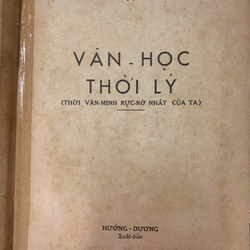 VĂN - HỌC
THỜI LÝ
(THỜI VĂN-MINH RỰC-RỠ NHẤT CỦA TA)
HƯỚNG - DƯƠNG
Xuất-bản